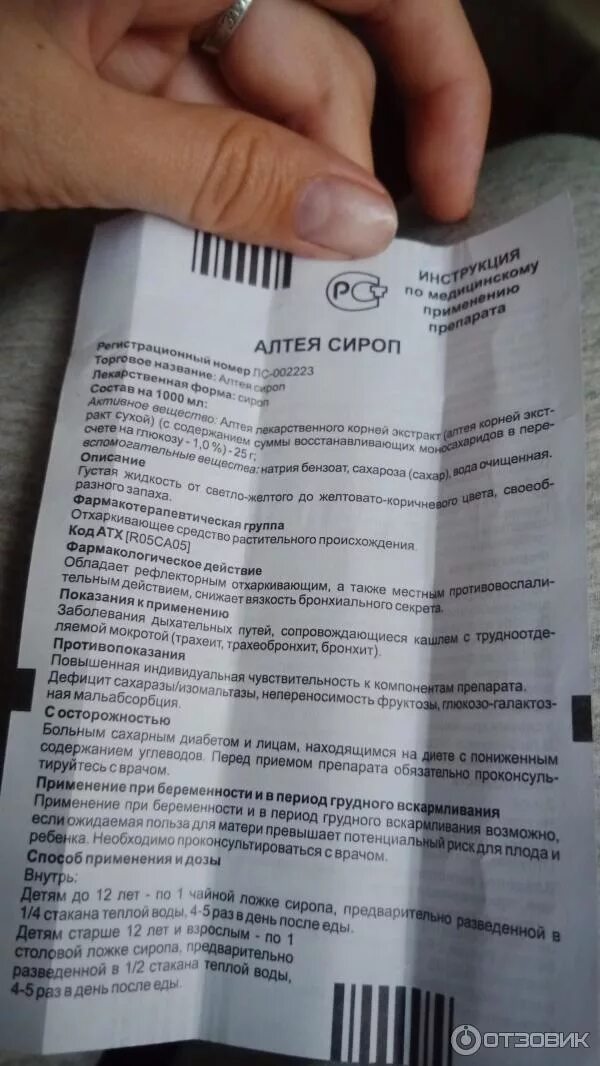 РСТ
ИНСТРУКЦИЯ
по медицинскому
применению
препарата
АЛТЕЯ СИРОП
Регистрационный номер ЛС-002223
Торговое название: Алтея сироп
Лекарственная форма: сироп
Состав на 1000 мл:
Активное вещество: Алтея лекарственного корней экстракт (алтея корней экст-
ракт сухой) (с содержанием суммы восстанавливающих моносахаридов в пере-
счете на глюкозу - 1,0 %) - 25 г;
вспомогательные вещества: натрия бензоат, сахароза (сахар), вода очищенная.
Описание
Густая жидкость от светло-желтого до желтовато-коричневого цвета, своеоб-
разного запаха.
Фармакотерапевтическая группа
Отхаркивающее средство растительного происхождения
Код АТХ [R05CA05]
Фармакологическое действие
Обладает рефлекторным отхаркивающим, а также местным противовоспали-
тельным действием, снижает вязкость бронхиального секрета.
Показания к применению
Заболевания дыхательных путей, сопровождающиеся кашлем с трудноотде-
ляемой мокротой (трахеит, трахеобронхит, бронхит).
Противопоказания
Повышенная индивидуальная чувствительность к компонентам препарата.
Дефицит сахаразы/изомальтазы, непереносимость фруктозы, глюкозо-галактоз-
ная мальабсорбция.
С осторожностью
Больным сахарным диабетом и лицам, находящимся на диете с пониженным
содержанием углеводов. Перед приемом препарата обязательно проконсуль-
тируйтесь с врачом.
Применение при беременности и в период грудного вскармливания
Применение при беременности и в период грудного вскармливания возможно,
если ожидаемая польза для матери превышает потенциальный риск для плода и
ребенка. Необходимо проконсультироваться с врачом.
Способ применения и дозы
Внутрь:
Детям до 12 лет - по 1 чайной ложке сиропа, предварительно разведенной в
1/4 стакана теплой воды, 4-5 раз в день после еды.
Детям старше 12 лет и взрослым - по 1
столовой ложке сиропа, предварительно
разведенной в 1/2 стакана теплой воды,
4-5 раз в день после еды.
ОТЗОВИК